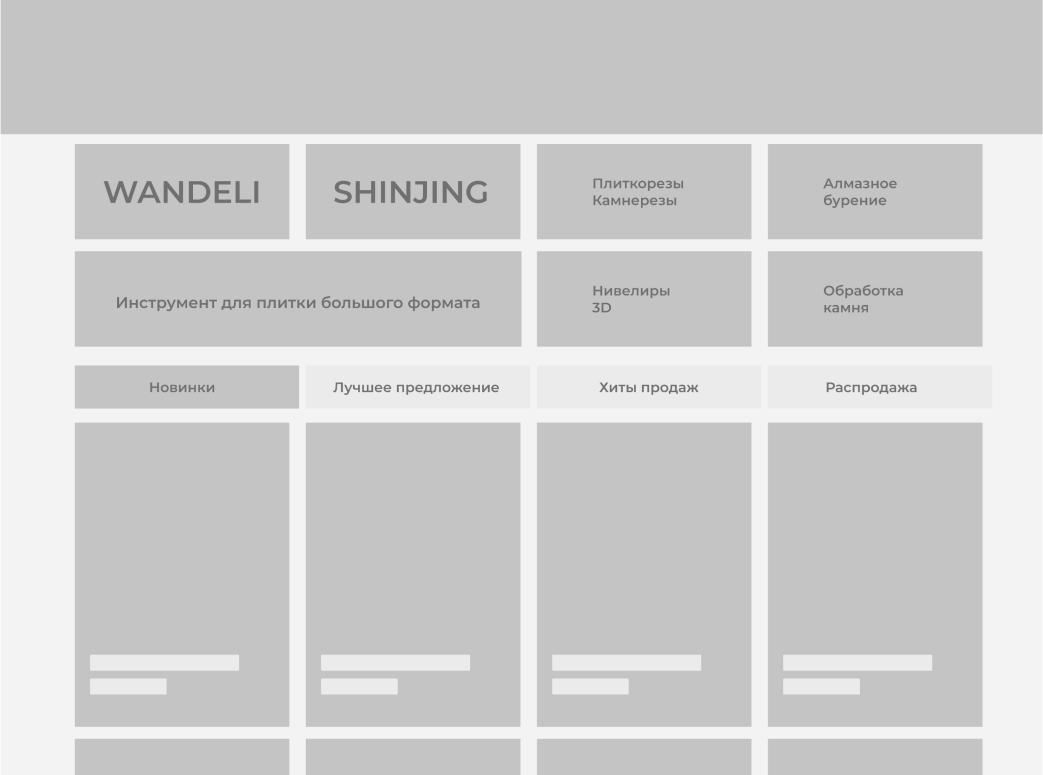 WANDELI
SHINJING
Плиткорезы
Камнерезы
Алмазное
бурение
Инструмент для плитки большого формата
Нивелиры
3D
Обработка
камня
Новинки
Лучшее предложение
Хиты продаж
Распродажа